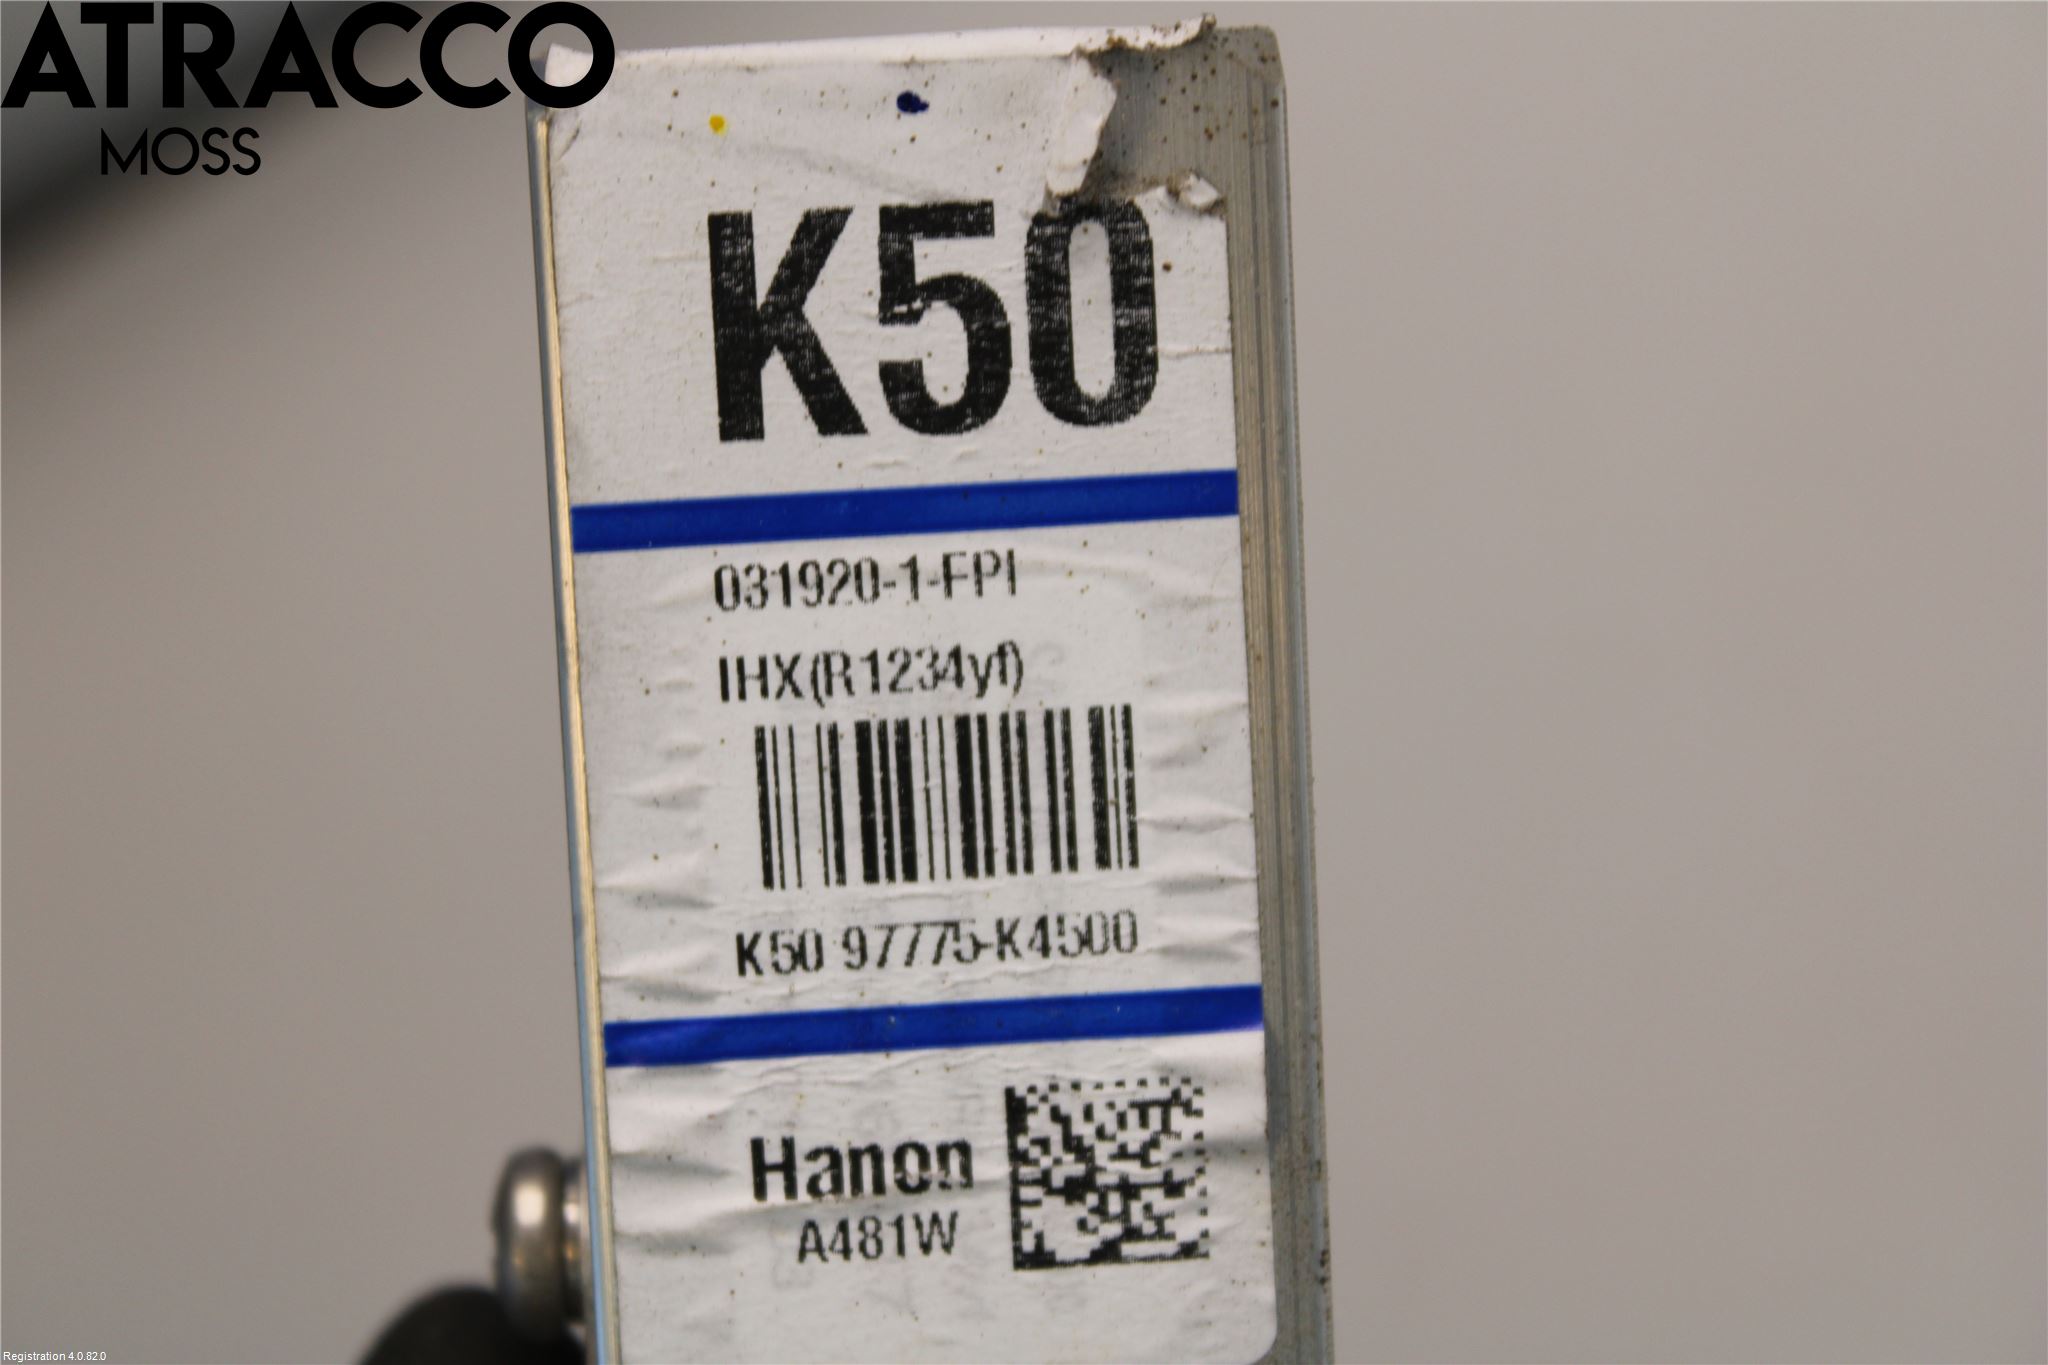 ATRACCO
MOSS
K50
031920-1-FPI
IHX(R1234yf)
K50 97775-K4500
Hanon
A481W
Registration 4.0.82.0